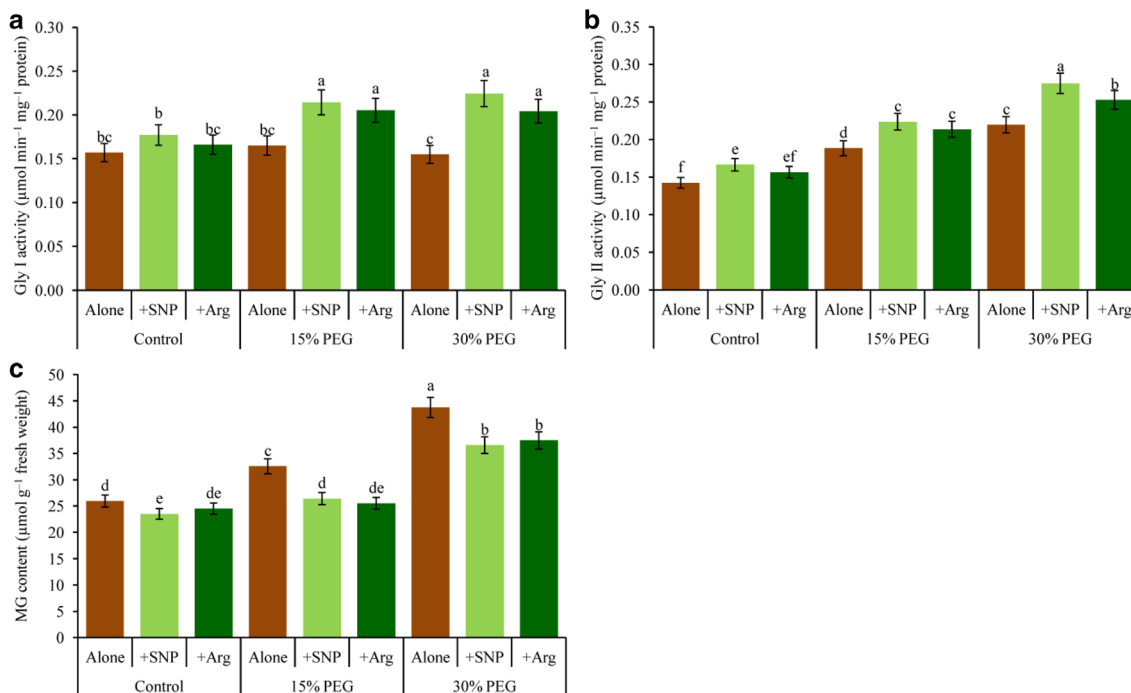 a
Gly I activity (µmol min⁻¹ mg⁻¹ protein)
0.30
0.25
0.20
0.15
0.10
0.05
0.00
bc b bc bc a a c a a
Alone +SNP +Arg Alone +SNP +Arg Alone +SNP +Arg
Control 15% PEG 30% PEG
b
Gly II activity (µmol min⁻¹ mg⁻¹ protein)
0.35
0.30
0.25
0.20
0.15
0.10
0.05
0.00
f e ef d c c c a b
Alone +SNP +Arg Alone +SNP +Arg Alone +SNP +Arg
Control 15% PEG 30% PEG
c
MG content (µmol g⁻¹ fresh weight)
50
45
40
35
30
25
20
15
10
5
0
d e de c d de a b b
Alone +SNP +Arg Alone +SNP +Arg Alone +SNP +Arg
Control 15% PEG 30% PEG